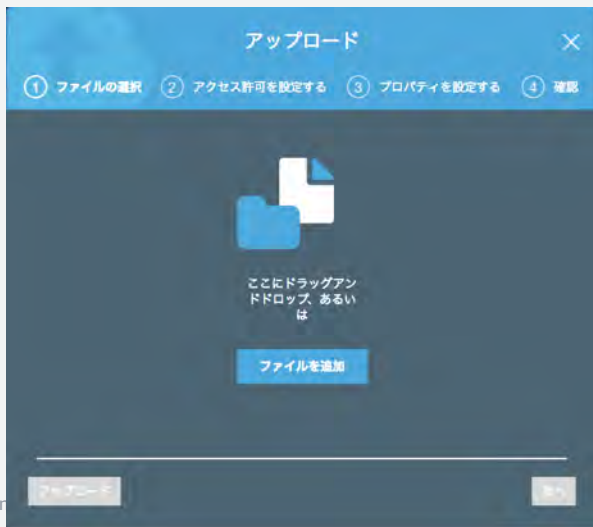 アップロード
1 ファイルの選択 2 アクセス許可を設定する 3 プロパティを設定する 4 確認
ここにドラッグアン
ドドロップ、あるい
は
ファイルを追加
アップロード
次へ